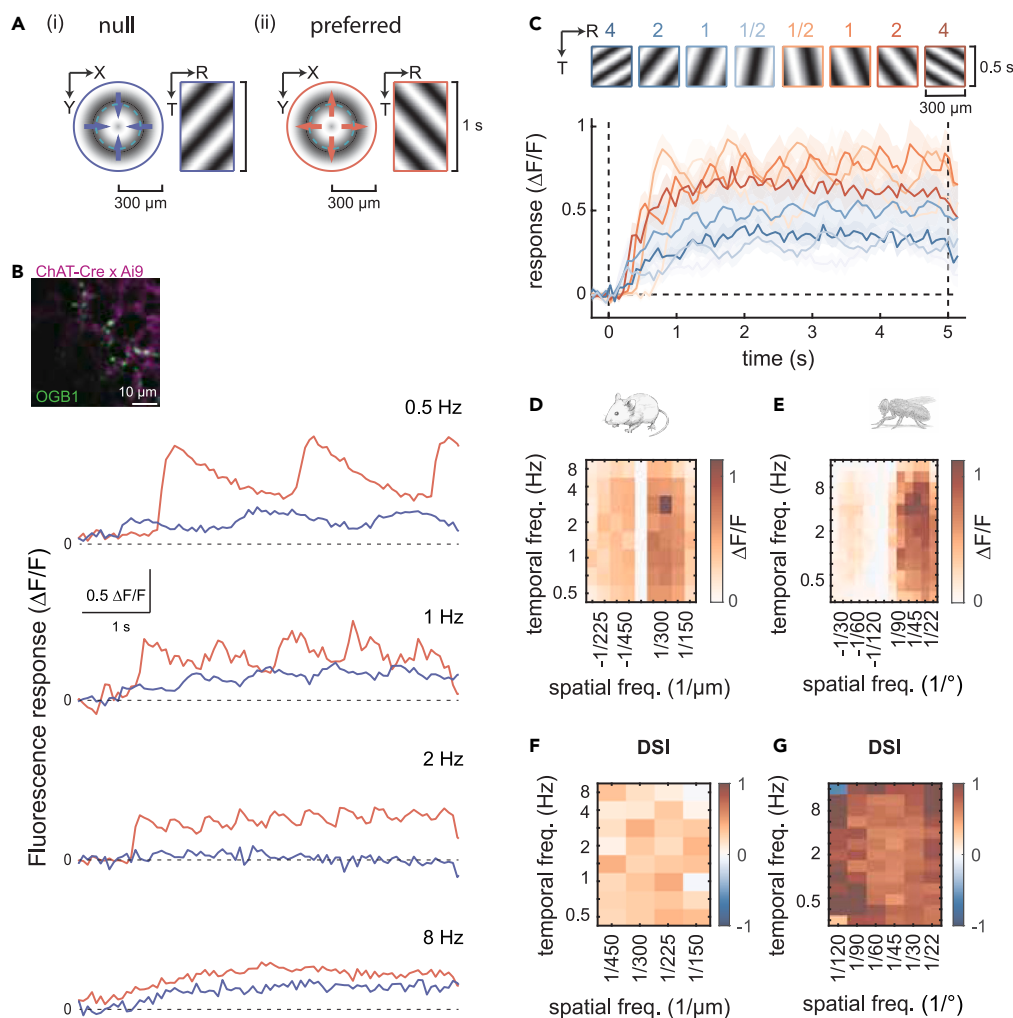 A
(i)
null
(ii)
preferred
X
Y
R
T
X
Y
R
T
1 s
300 µm
300 µm
B
ChAT-Cre x Ai9
OGB1
10 µm
Fluorescence response (ΔF/F)
0.5 Hz
0
0.5 ΔF/F
1 s
1 Hz
0
2 Hz
0
8 Hz
0
C
R
T
4 2 1 1/2 1/2 1 2 4
0.5 s
300 µm
response (ΔF/F)
1
0.5
0
0 1 2 3 4 5
time (s)
D
temporal freq. (Hz)
8
4
2
1
0.5
-1/225 -1/450 1/300 1/150
spatial freq. (1/µm)
1
0
ΔF/F
E
temporal freq. (Hz)
8
2
0.5
-1/30 -1/60 -1/120 1/90 1/45 1/22
spatial freq. (1/°)
1
0
ΔF/F
F
DSI
temporal freq. (Hz)
8
4
2
1
0.5
1/450 1/300 1/225 1/150
spatial freq. (1/µm)
1
0
-1
G
DSI
temporal freq. (Hz)
8
2
0.5
1/120 1/90 1/60 1/45 1/30 1/22
spatial freq. (1/°)
1
0
-1